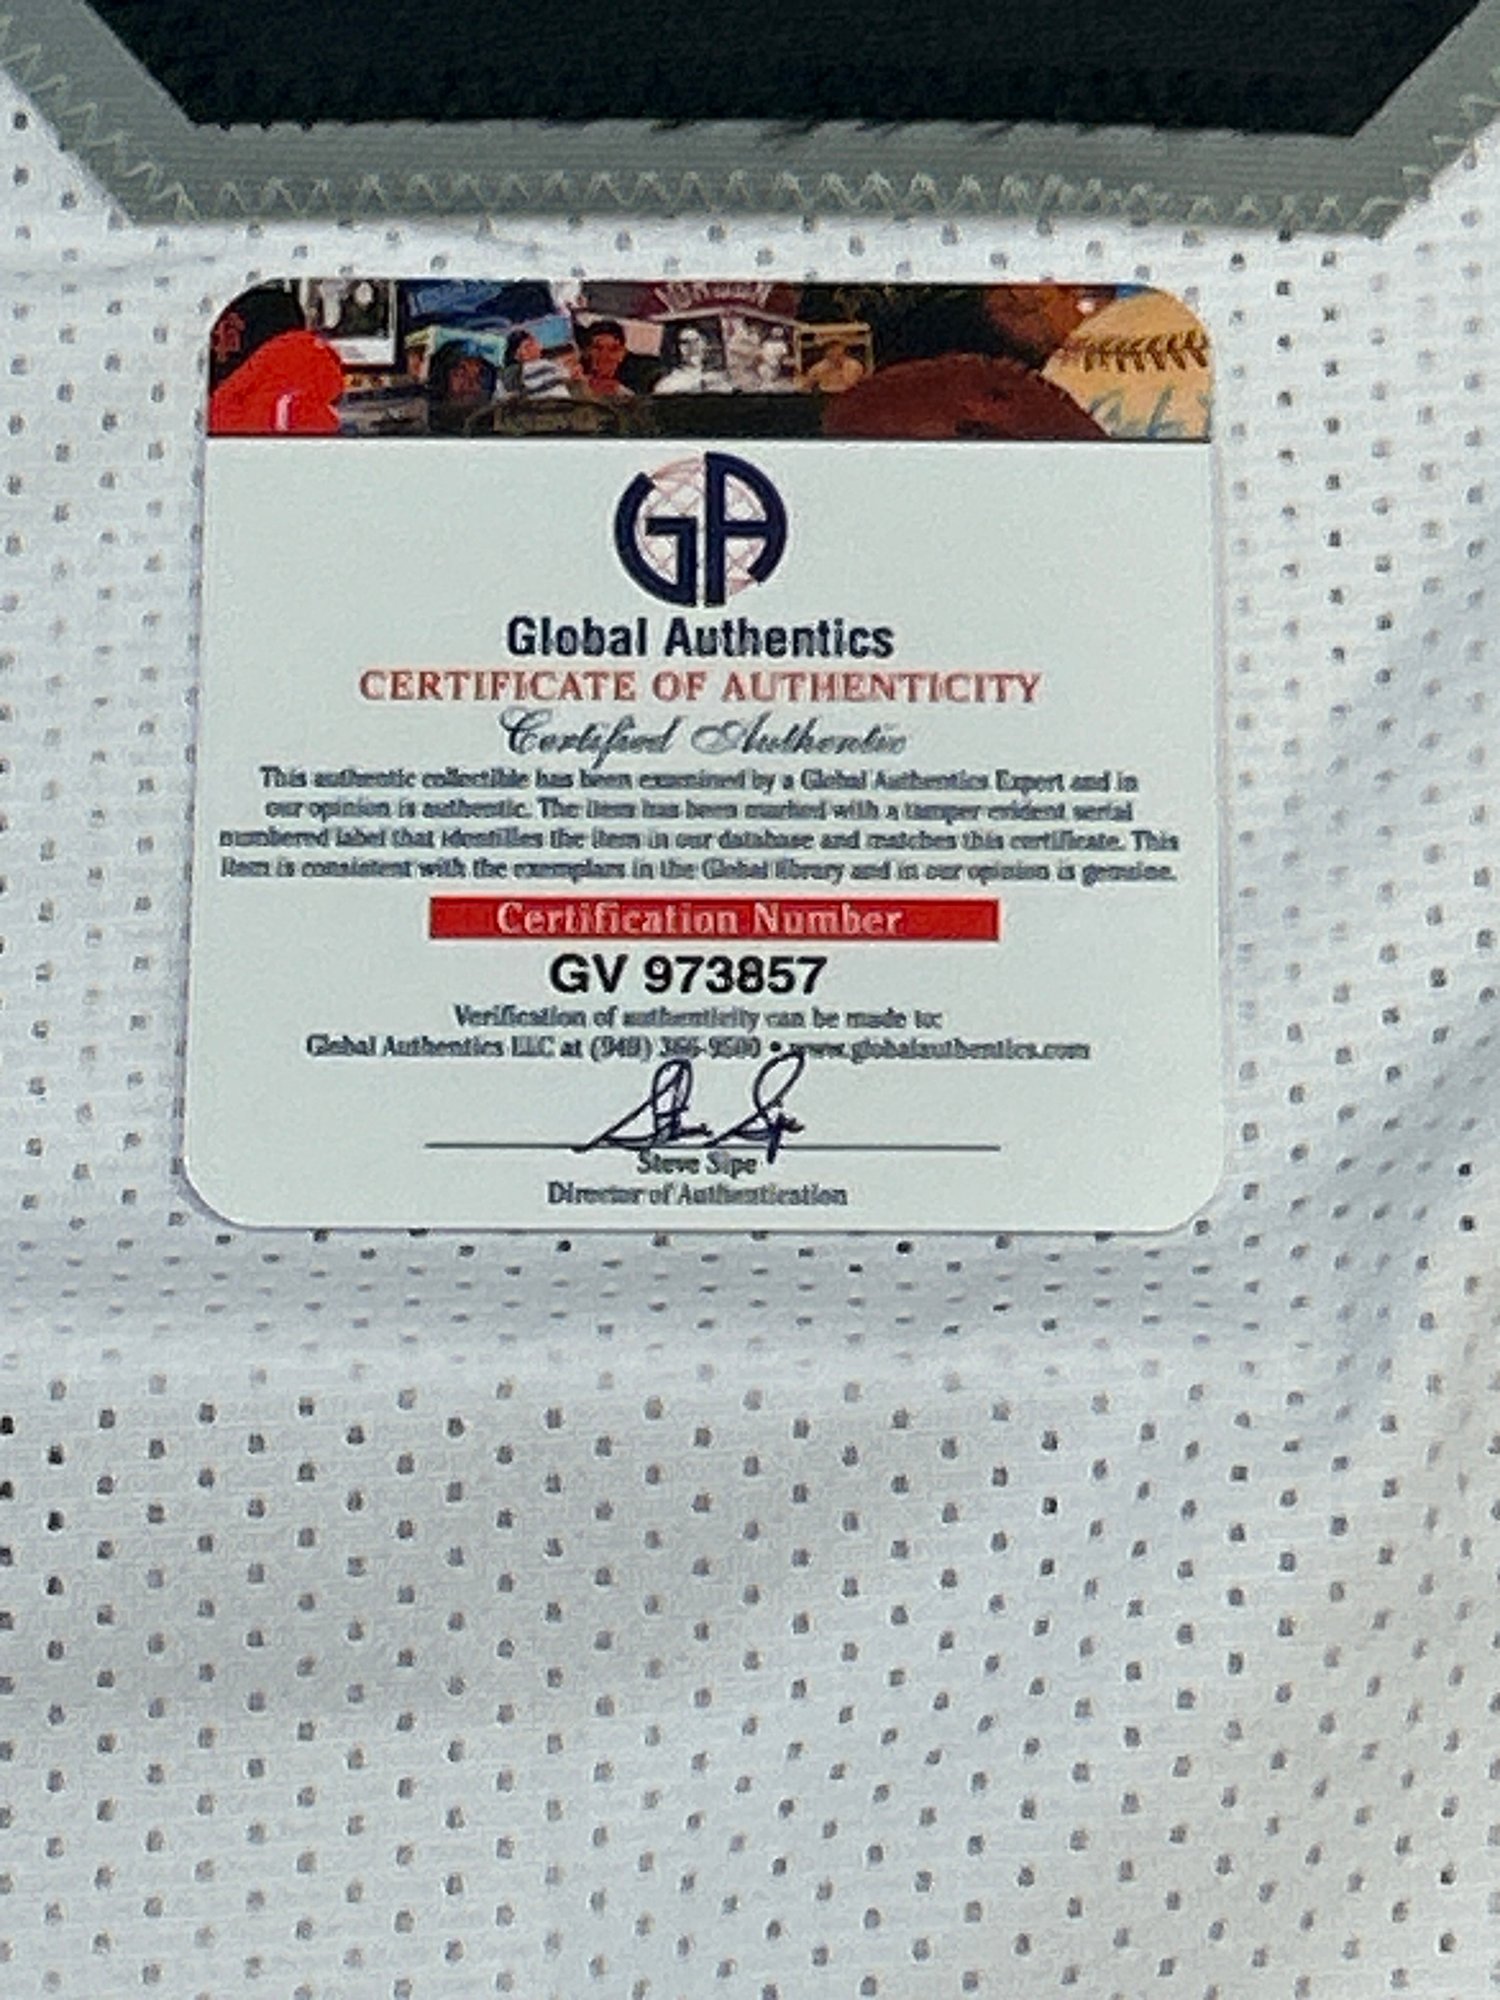 GA
Global Authentics
CERTIFICATE OF AUTHENTICITY
Certified Authentic
This authentic collectible has been examined by a Global Authentics Expert and in
our opinion is authentic. The item has been marked with a tamper evident serial
numbered label that identifies the item in our database and matches this certificate. This
item is consistent with the exemplars in the Global library and in our opinion is genuine.
Certification Number
GV 973857
Verification of authenticity can be made to:
Global Authentics LLC at (949) 366-9500 • www.globalauthentics.com
Steve Sipe
Steve Sipe
Director of Authentication